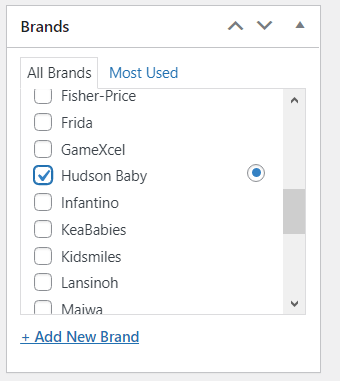 Brands
All Brands
Most Used
Fisher-Price
Frida
GameXcel
Hudson Baby
Infantino
KeaBabies
Kidsmiles
Lansinoh
Maiwa
+ Add New Brand